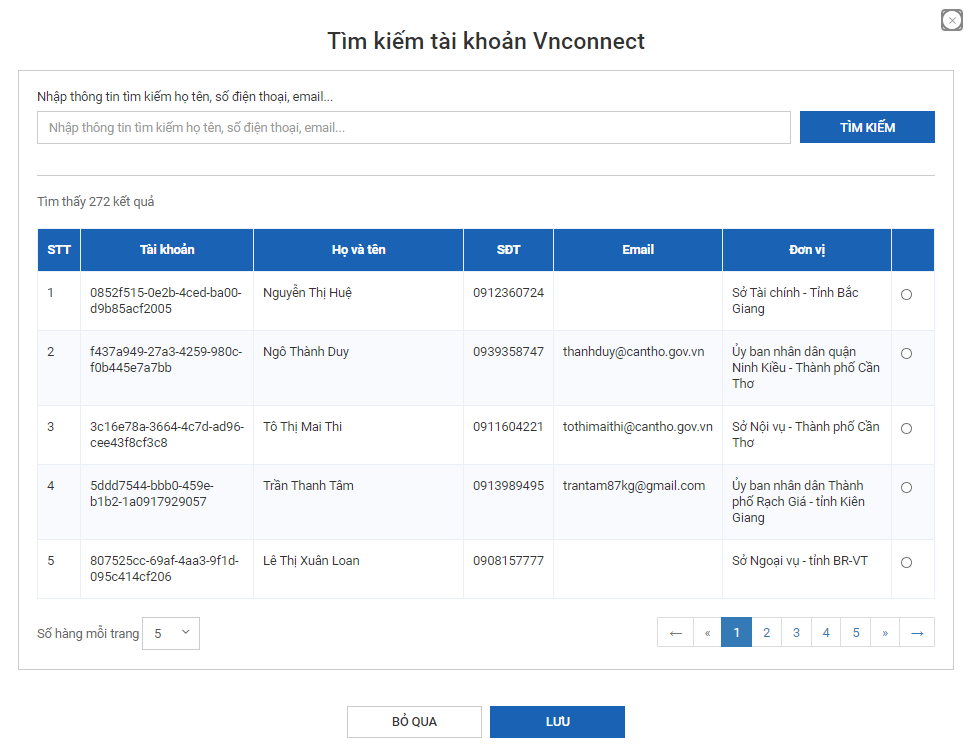 Tìm kiếm tài khoản Vnconnect
Nhập thông tin tìm kiếm họ tên, số điện thoại, email...
Nhập thông tin tìm kiếm họ tên, số điện thoại, email...
TÌM KIẾM
Tìm thấy 272 kết quả
STT Tài khoản Họ và tên SĐT Email Đơn vị
1 0852f515-0e2b-4ced-ba00- Nguyễn Thị Huệ 0912360724 Sở Tài chính - Tỉnh Bắc
d9b85acf2005 Giang
2 f437a949-27a3-4259-980c- Ngô Thành Duy 0939358747 thanhduy@cantho.gov.vn Ủy ban nhân dân quận
f0b445e7a7bb Ninh Kiều - Thành phố Cần
Thơ
3 3c16e78a-3664-4c7d-ad96- Tô Thị Mai Thi 0911604221 tothimaithi@cantho.gov.vn Sở Nội vụ - Thành phố Cần
cee43f8cf3c8 Thơ
4 5ddd7544-bbb0-459e- Trần Thanh Tâm 0913989495 trantam87kg@gmail.com Ủy ban nhân dân Thành
b1b2-1a0917929057 phố Rạch Giá - tỉnh Kiên
Giang
5 807525cc-69af-4aa3-9f1d- Lê Thị Xuân Loan 0908157777 Sở Ngoại vụ - tỉnh BR-VT
095c414cf206
Số hàng mỗi trang 5 ← « 1 2 3 4 5 » →
BỎ QUA LƯU